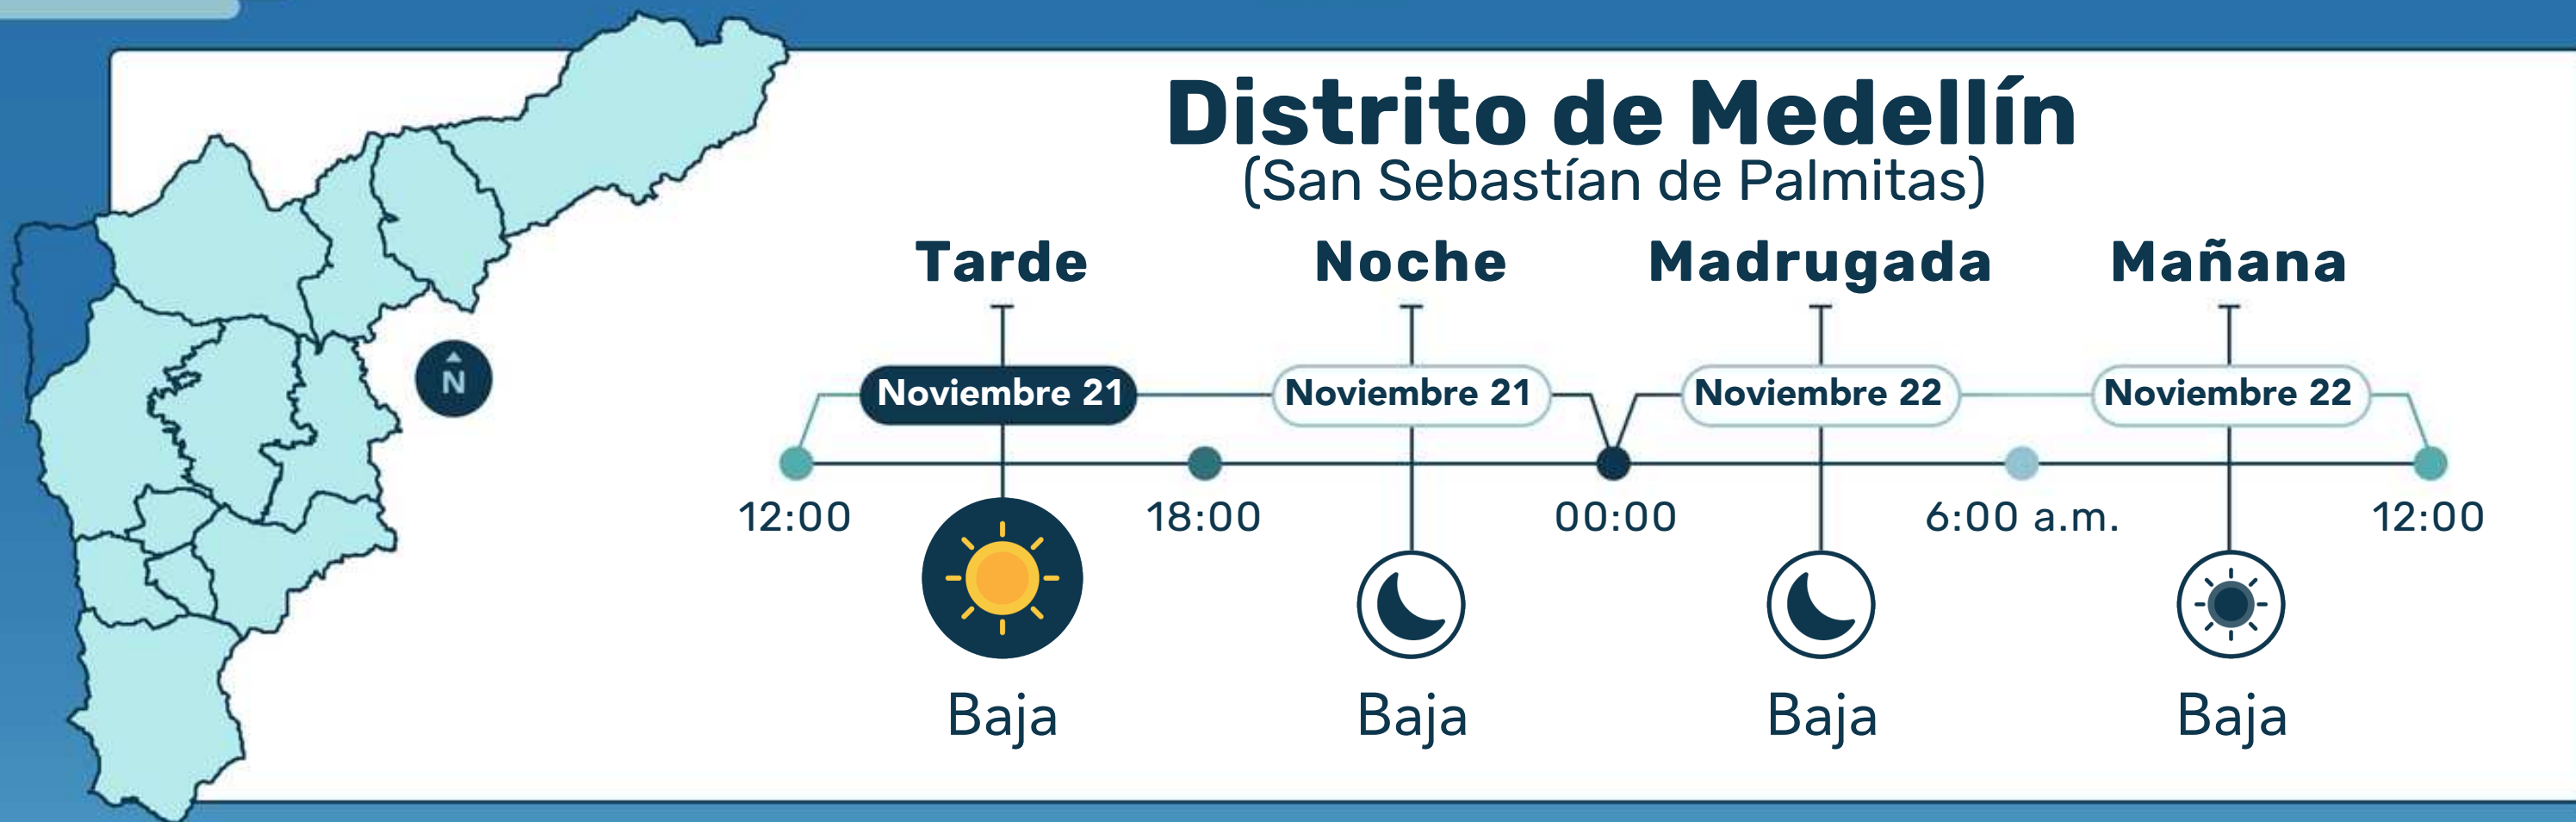 Distrito de Medellín
(San Sebastían de Palmitas)
Tarde Noche Madrugada Mañana
Noviembre 21 Noviembre 21 Noviembre 22 Noviembre 22
N
12:00 18:00 00:00 6:00 a.m. 12:00
Baja Baja Baja Baja